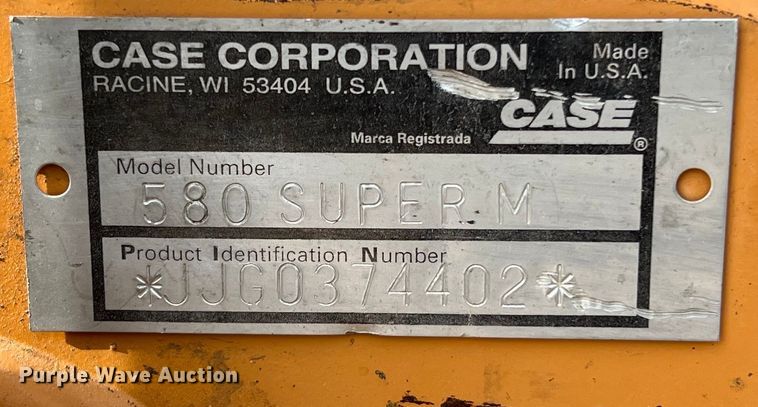 CASE CORPORATION
RACINE, WI 53404 U.S.A.
Made
In U.S.A.
CASE
®
Marca Registrada
Model Number
580 SUPER M
Product Identification Number
*JJG0374402*
Purple Wave Auction